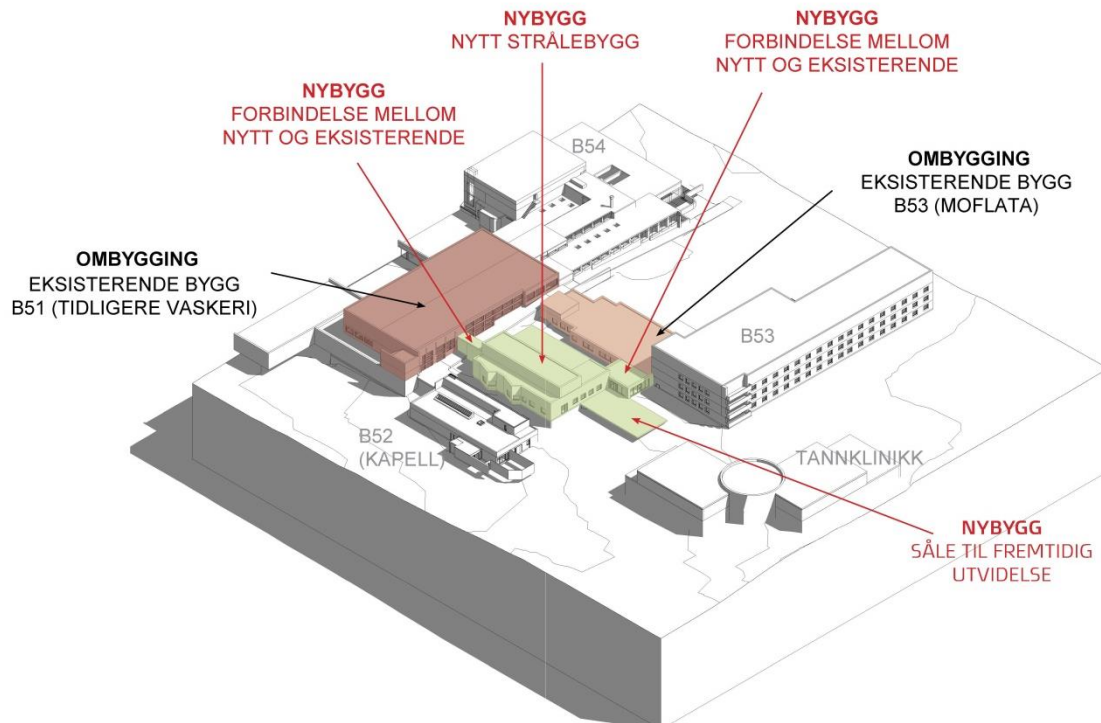 NYBYGG
NYTT STRÅLEBYGG
NYBYGG
FORBINDELSE MELLOM
NYTT OG EKSISTERENDE
NYBYGG
FORBINDELSE MELLOM
NYTT OG EKSISTERENDE
B54
OMBYGGING
EKSISTERENDE BYGG
B53 (MOFLATA)
OMBYGGING
EKSISTERENDE BYGG
B51 (TIDLIGERE VASKERI)
B53
B52
(KAPELL)
TANNKLINIKK
NYBYGG
SÅLE TIL FREMTIDIG
UTVIDELSE